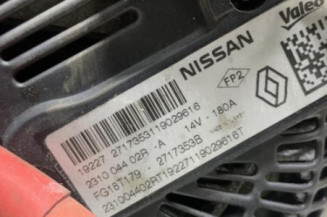 Valeo
NISSAN
FP2
19227 2717353119029616
2310 044 02R -A 14V - 180A
FG18T179 2717353B
231004402RT19227119029616T